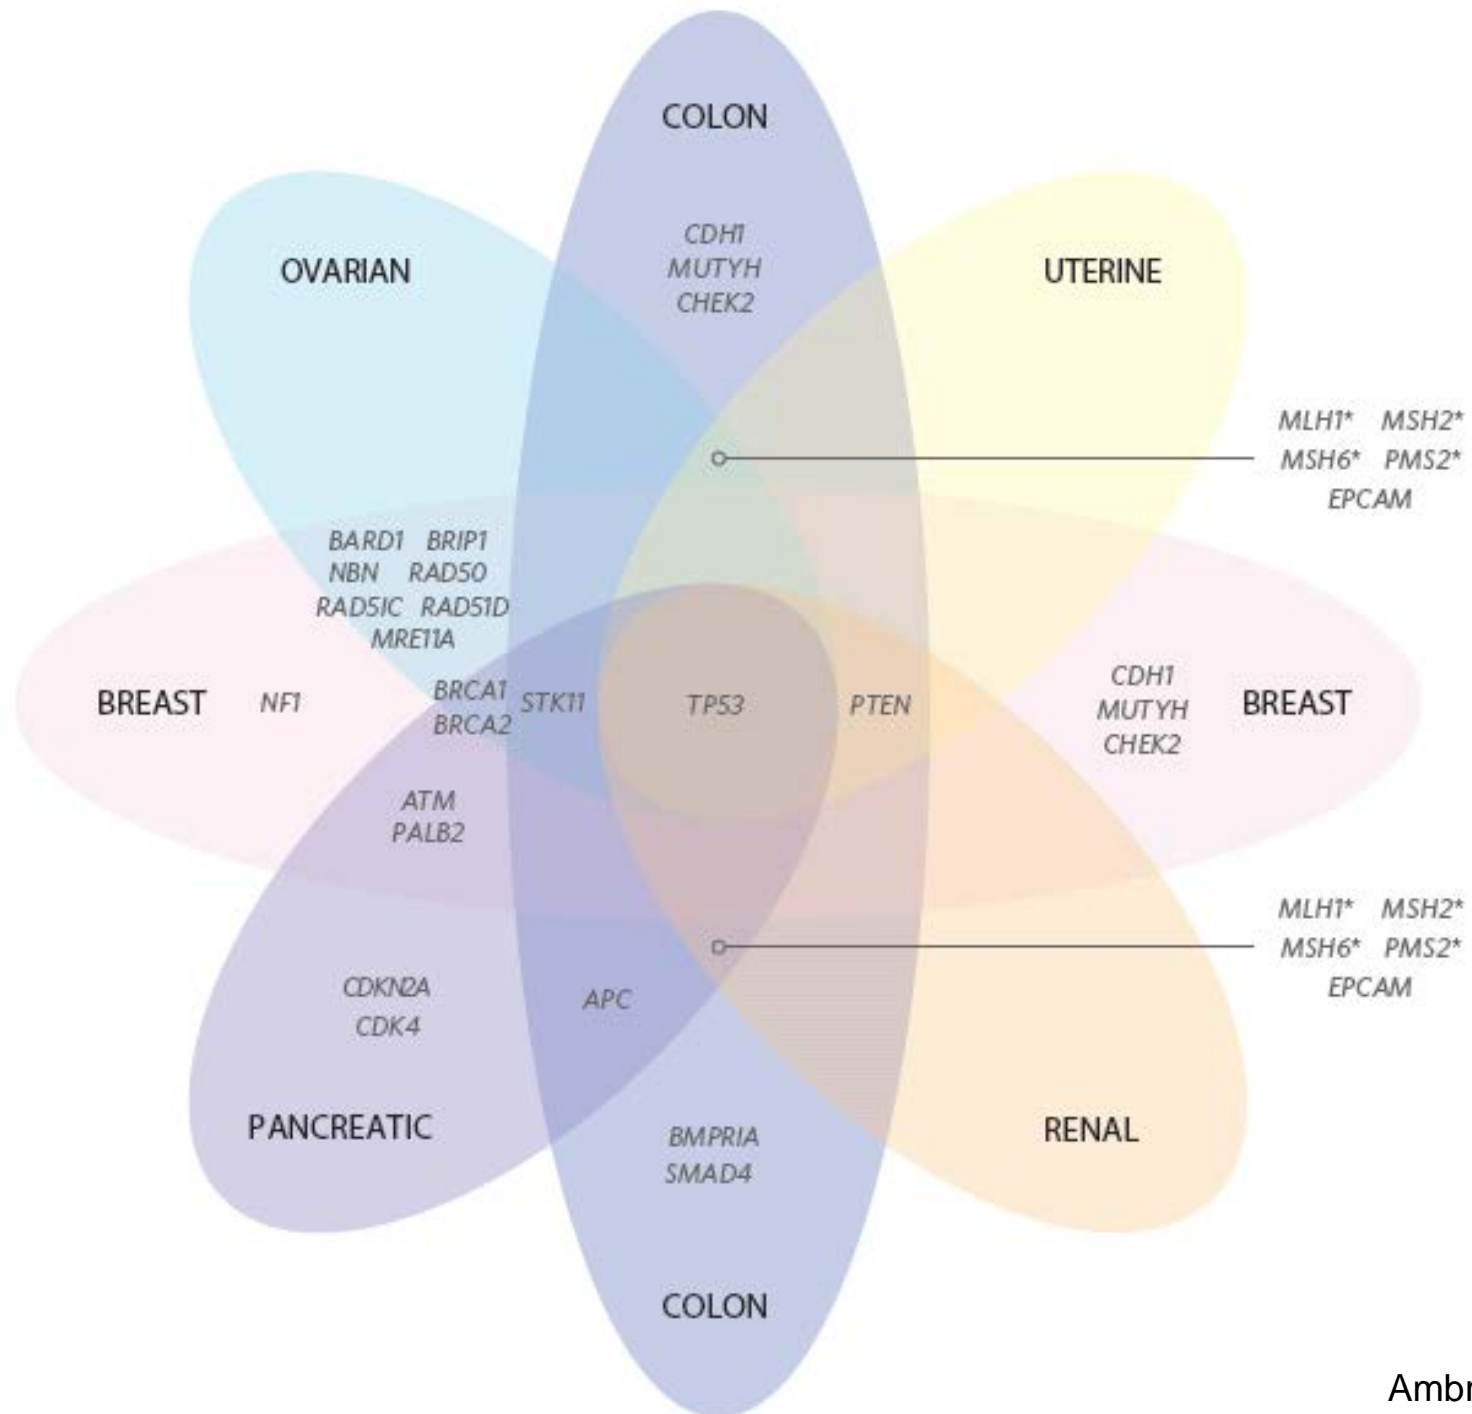 COLON
CDH1
MUTYH
CHEK2
OVARIAN
UTERINE
MLH1* MSH2*
MSH6* PMS2*
EPCAM
BARD1 BRIP1
NBN RAD50
RAD51C RAD51D
MRE11A
BREAST NF1
BRCA1
BRCA2
STK11
TP53
PTEN
CDH1
MUTYH
CHEK2
BREAST
ATM
PALB2
MLH1* MSH2*
MSH6* PMS2*
EPCAM
CDKN2A
CDK4
APC
PANCREATIC
BMPRIA
SMAD4
RENAL
COLON